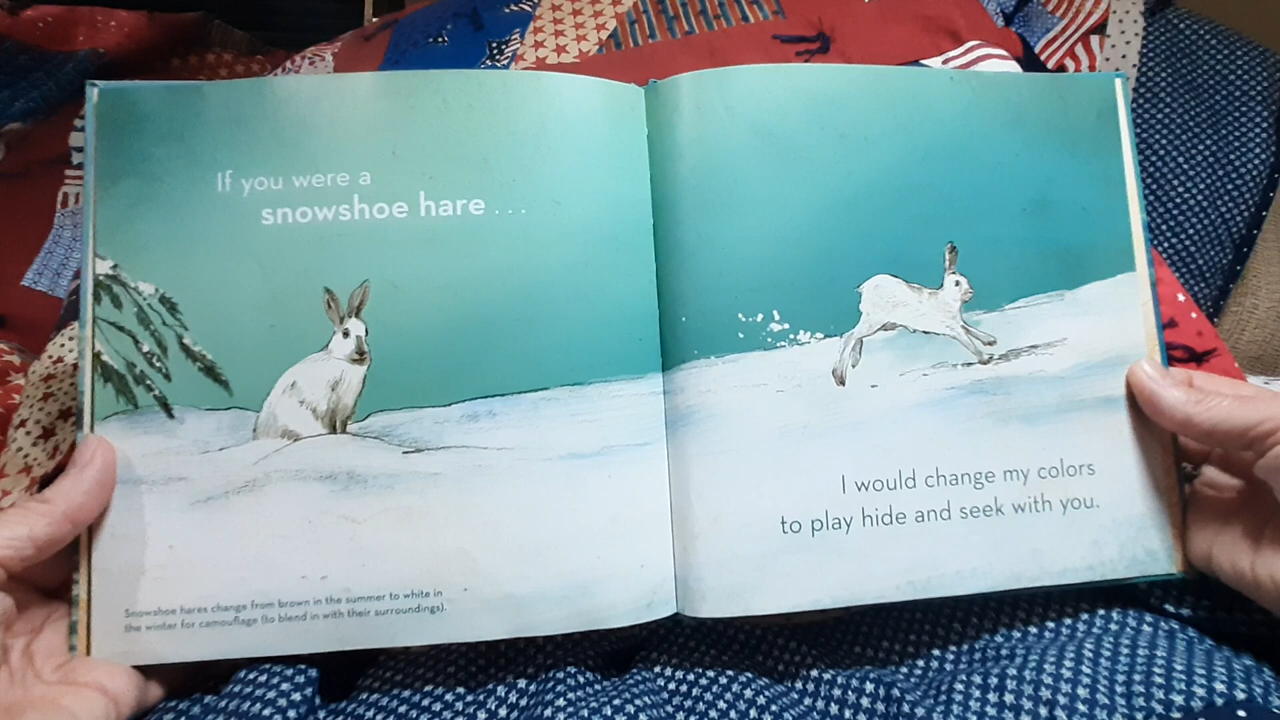 If you were a
snowshoe hare . . .
I would change my colors
to play hide and seek with you.
Snowshoe hares change from brown in the summer to white in
the winter for camouflage (to blend in with their surroundings).